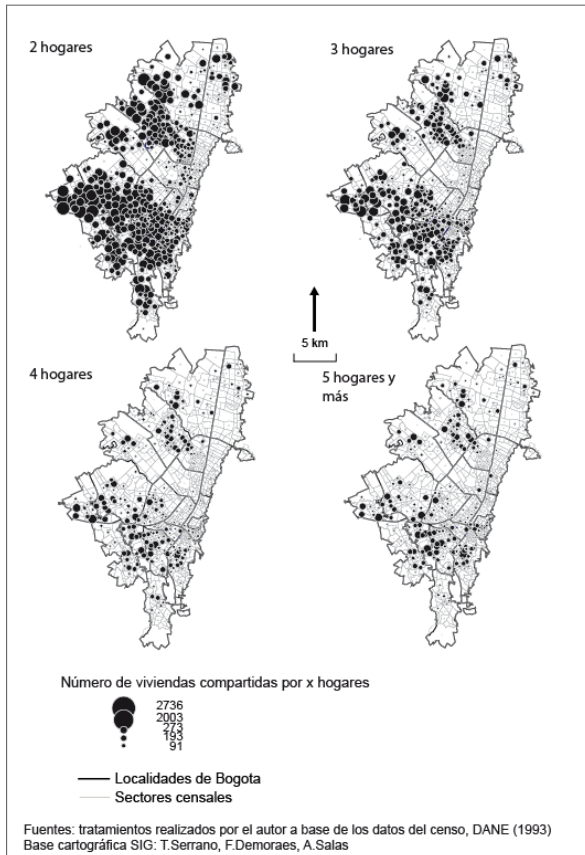 2 hogares
3 hogares
5 km
4 hogares
5 hogares y
más
Número de viviendas compartidas por x hogares
2736
2003
273
193
91
Localidades de Bogota
Sectores censales
Fuentes: tratamientos realizados por el autor a base de los datos del censo, DANE (1993)
Base cartográfica SIG: T.Serrano, F.Demoraes, A.Salas